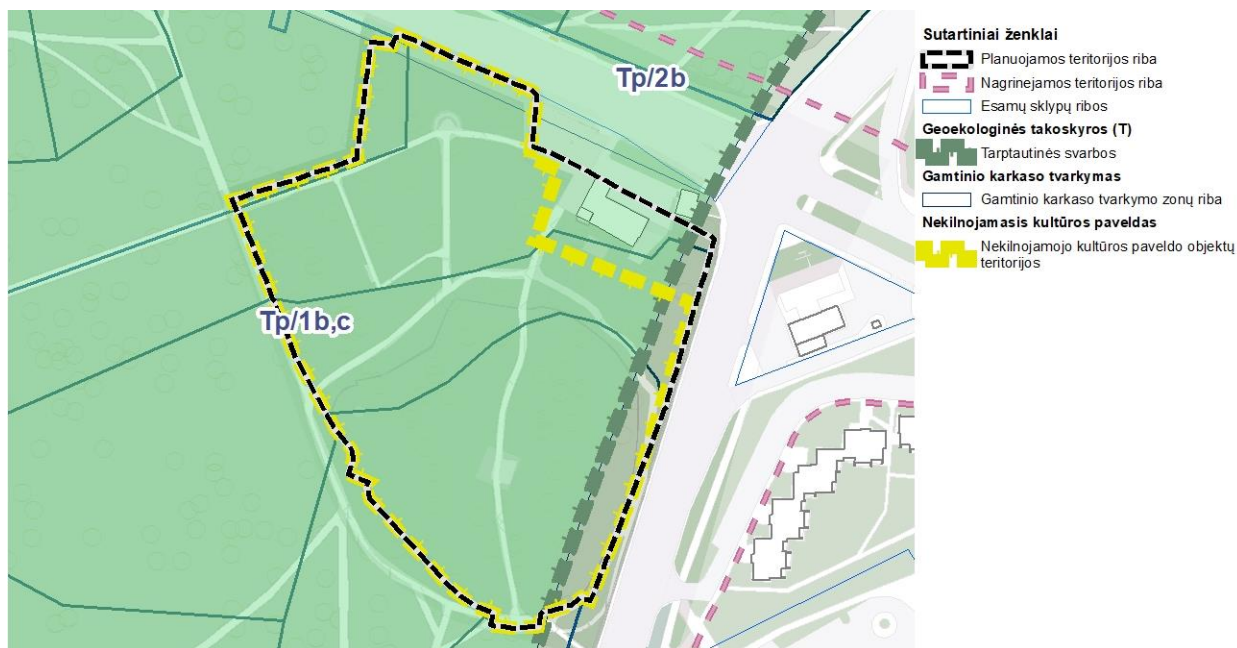 Tp/2b
Tp/1b,c
Sutartiniai ženklai
Planuojamos teritorijos riba
Nagrinejamos teritorijos riba
Esamų sklypų ribos
Geoekologinės takoskyros (T)
Tarptautinės svarbos
Gamtinio karkaso tvarkymas
Gamtinio karkaso tvarkymo zonų riba
Nekilnojamasis kultūros paveldas
Nekilnojamojo kultūros paveldo objektų
teritorijos